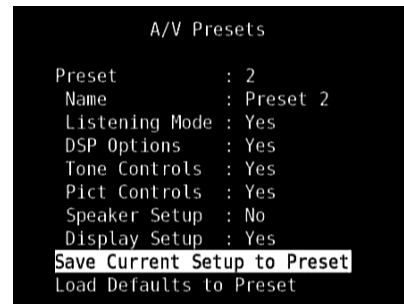 A/V Presets
Preset : 2
Name : Preset 2
Listening Mode : Yes
DSP Options : Yes
Tone Controls : Yes
Pict Controls : Yes
Speaker Setup : No
Display Setup : Yes
Save Current Setup to Preset
Load Defaults to Preset